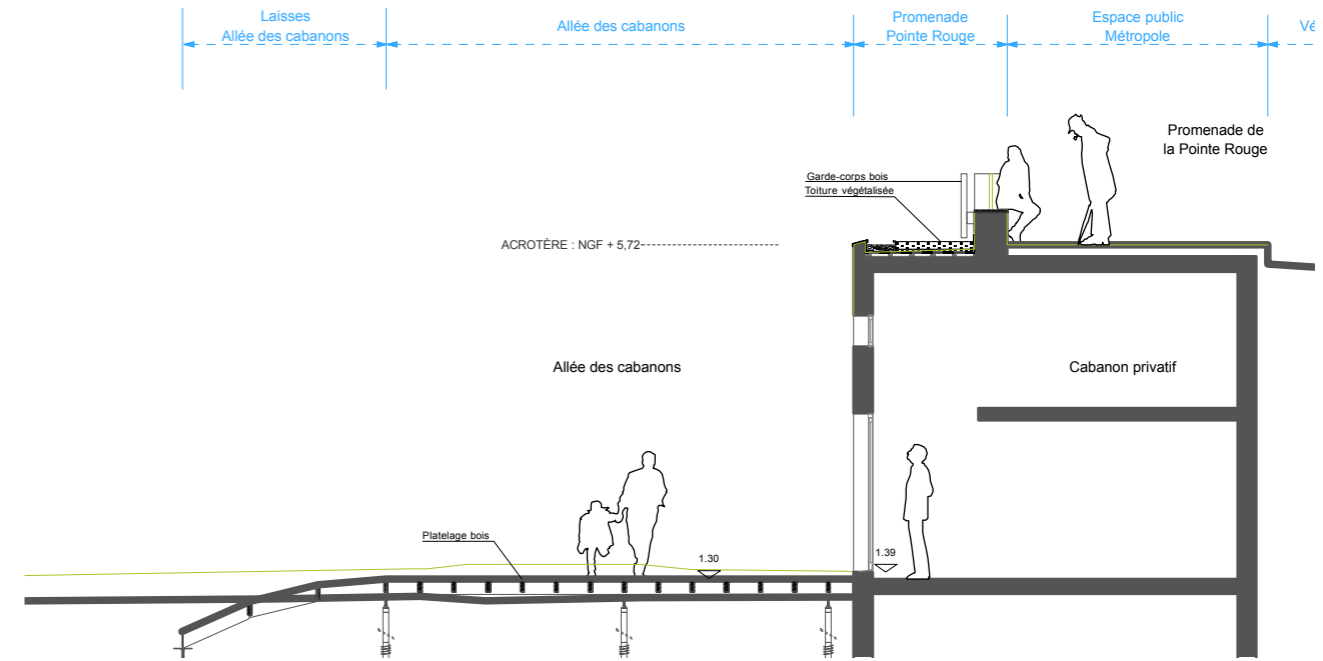 Laisses
Allée des cabanons
Allée des cabanons
Promenade
Pointe Rouge
Espace public
Métropole
Vé
Promenade de
la Pointe Rouge
Garde-corps bois
Toiture végétalisée
ACROTÈRE : NGF + 5,72
Allée des cabanons
Cabanon privatif
Platelage bois
1.30
1.39